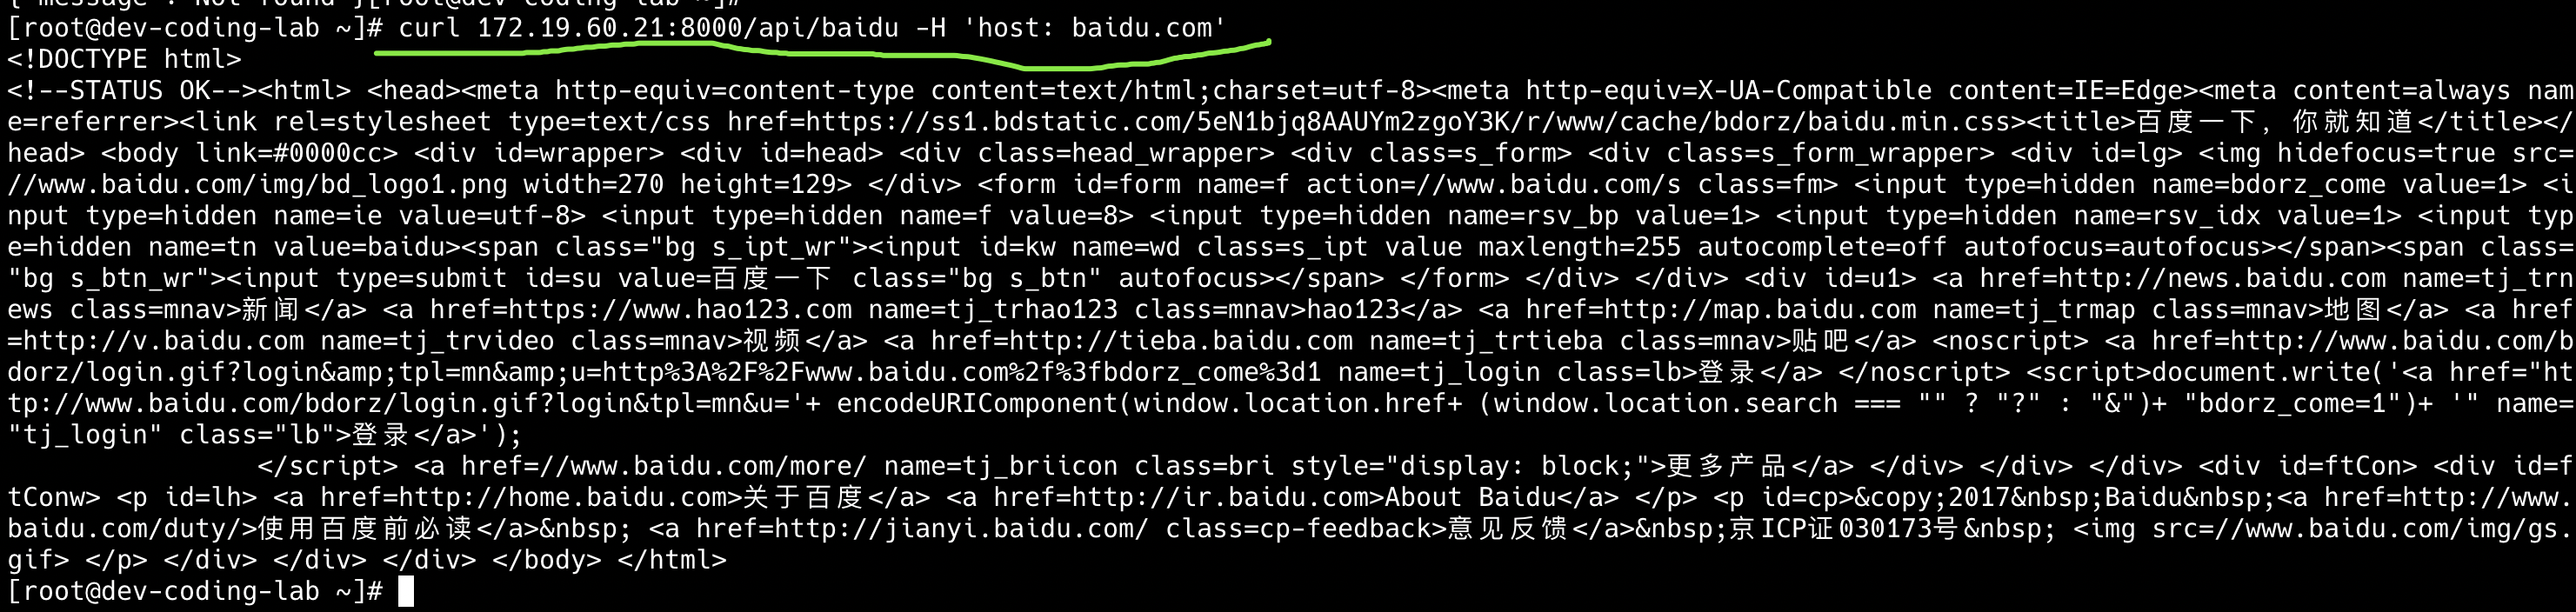 [root@dev-coding-lab ~]# curl 172.19.60.21:8000/api/baidu -H 'host: baidu.com'
<!DOCTYPE html>
<!--STATUS OK--><html> <head><meta http-equiv=content-type content=text/html;charset=utf-8><meta http-equiv=X-UA-Compatible content=IE=Edge><meta content=always nam
e=referrer><link rel=stylesheet type=text/css href=https://ss1.bdstatic.com/5eN1bjq8AAUYm2zgoY3K/r/www/cache/bdorz/baidu.min.css><title>百度一下，你就知道</title></
head> <body link=#0000cc> <div id=wrapper> <div id=head> <div class=head_wrapper> <div class=s_form> <div class=s_form_wrapper> <div id=lg> <img hidefocus=true src=
//www.baidu.com/img/bd_logo1.png width=270 height=129> </div> <form id=form name=f action=//www.baidu.com/s class=fm> <input type=hidden name=bdorz_come value=1> <i
nput type=hidden name=ie value=utf-8> <input type=hidden name=f value=8> <input type=hidden name=rsv_bp value=1> <input type=hidden name=rsv_idx value=1> <input typ
e=hidden name=tn value=baidu><span class="bg s_ipt_wr"><input id=kw name=wd class=s_ipt value maxlength=255 autocomplete=off autofocus=autofocus></span><span class=
"bg s_btn_wr"><input type=submit id=su value=百度一下 class="bg s_btn" autofocus></span> </form> </div> </div> <div id=u1> <a href=http://news.baidu.com name=tj_trn
ews class=mnav>新闻</a> <a href=https://www.hao123.com name=tj_trhao123 class=mnav>hao123</a> <a href=http://map.baidu.com name=tj_trmap class=mnav>地图</a> <a href
=http://v.baidu.com name=tj_trvideo class=mnav>视频</a> <a href=http://tieba.baidu.com name=tj_trtieba class=mnav>贴吧</a> <noscript> <a href=http://www.baidu.com/b
dorz/login.gif?login&amp;tpl=mn&amp;u=http%3A%2F%2Fwww.baidu.com%2f%3fbdorz_come%3d1 name=tj_login class=lb>登录</a> </noscript> <script>document.write('<a href="ht
tp://www.baidu.com/bdorz/login.gif?login&tpl=mn&u='+ encodeURIComponent(window.location.href+ (window.location.search === "" ? "?" : "&")+ "bdorz_come=1")+ '" name=
"tj_login" class="lb">登录</a>');
</script> <a href=//www.baidu.com/more/ name=tj_briicon class=bri style="display: block;">更多产品</a> </div> </div> </div> <div id=ftCon> <div id=f
tConw> <p id=lh> <a href=http://home.baidu.com>关于百度</a> <a href=http://ir.baidu.com>About Baidu</a> </p> <p id=cp>&copy;2017&nbsp;Baidu&nbsp;<a href=http://www.
baidu.com/duty/>使用百度前必读</a>&nbsp; <a href=http://jianyi.baidu.com/ class=cp-feedback>意见反馈</a>&nbsp;京ICP证030173号&nbsp; <img src=//www.baidu.com/img/gs.
gif> </p> </div> </div> </div> </body> </html>
[root@dev-coding-lab ~]#